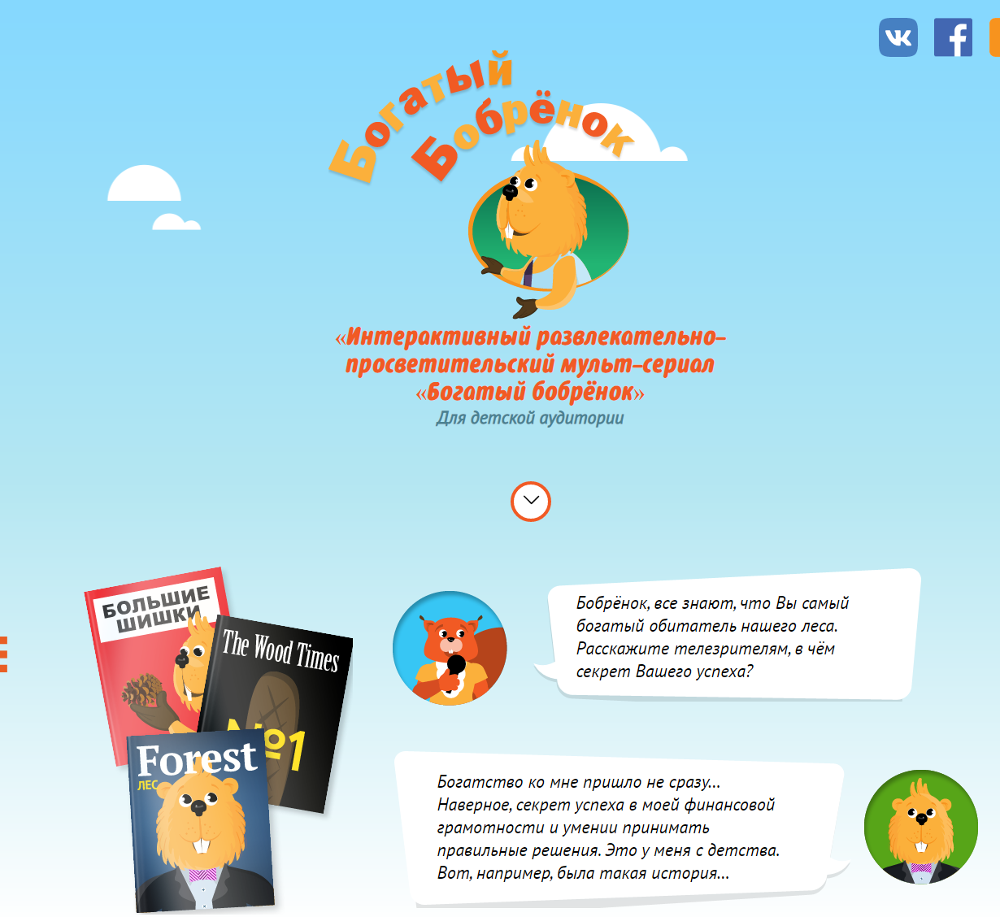 Богатый
Бобрёнок
«Интерактивный развлекательно-
просветительский мульт-сериал
«Богатый бобрёнок»
Для детской аудитории
БОЛЬШИЕ
ШИШКИ
The Wood Times
№1
Forest
ЛЕС
Бобрёнок, все знают, что Вы самый
богатый обитатель нашего леса.
Расскажите телезрителям, в чём
секрет Вашего успеха?
Богатство ко мне пришло не сразу...
Наверное, секрет успеха в моей финансовой
грамотности и умении принимать
правильные решения. Это у меня с детства.
Вот, например, была такая история...